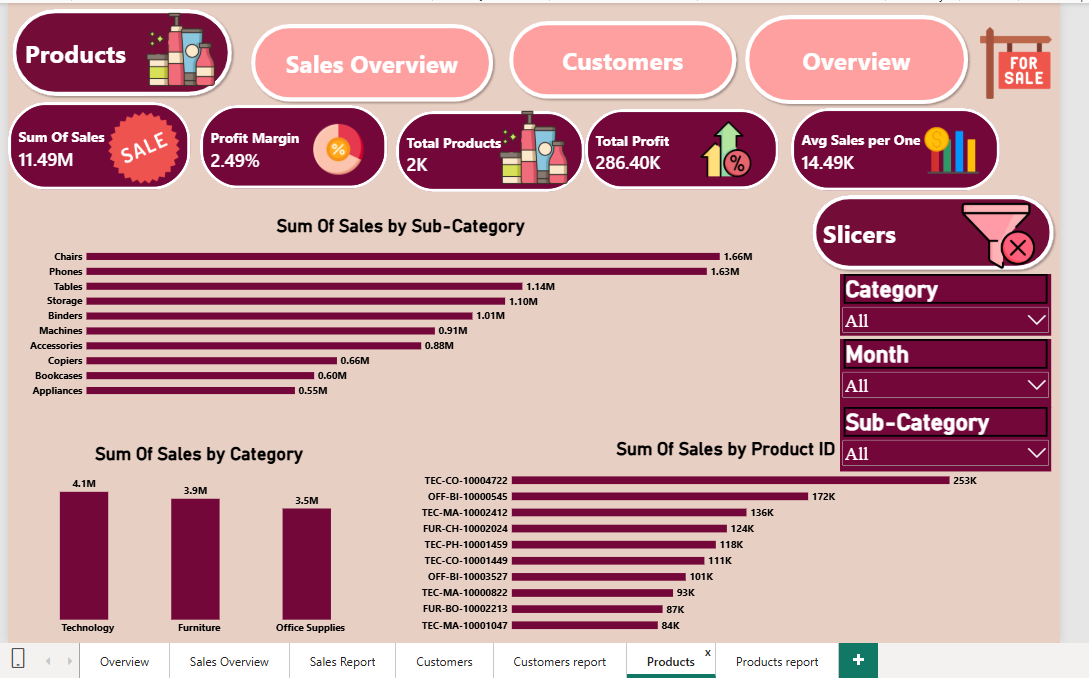 Products
Sales Overview
Customers
Overview
FOR
SALE
Sum Of Sales
11.49M
SALE
Profit Margin
2.49%
%
Total Products
2K
Total Profit
286.40K
%
Avg Sales per One
14.49K
Slicers
Category
All
Month
All
Sub-Category
All
Sum Of Sales by Sub-Category
Chairs 1.66M
Phones 1.63M
Tables 1.14M
Storage 1.10M
Binders 1.01M
Machines 0.91M
Accessories 0.88M
Copiers 0.66M
Bookcases 0.60M
Appliances 0.55M
Sum Of Sales by Category
4.1M
3.9M
3.5M
Technology
Furniture
Office Supplies
Sum Of Sales by Product ID
TEC-CO-10004722 253K
OFF-BI-10000545 172K
TEC-MA-10002412 136K
FUR-CH-10002024 124K
TEC-PH-10001459 118K
TEC-CO-10001449 111K
OFF-BI-10003527 101K
TEC-MA-10000822 93K
FUR-BO-10002213 87K
TEC-MA-10001047 84K
Overview
Sales Overview
Sales Report
Customers
Customers report
Products
x
Products report
+